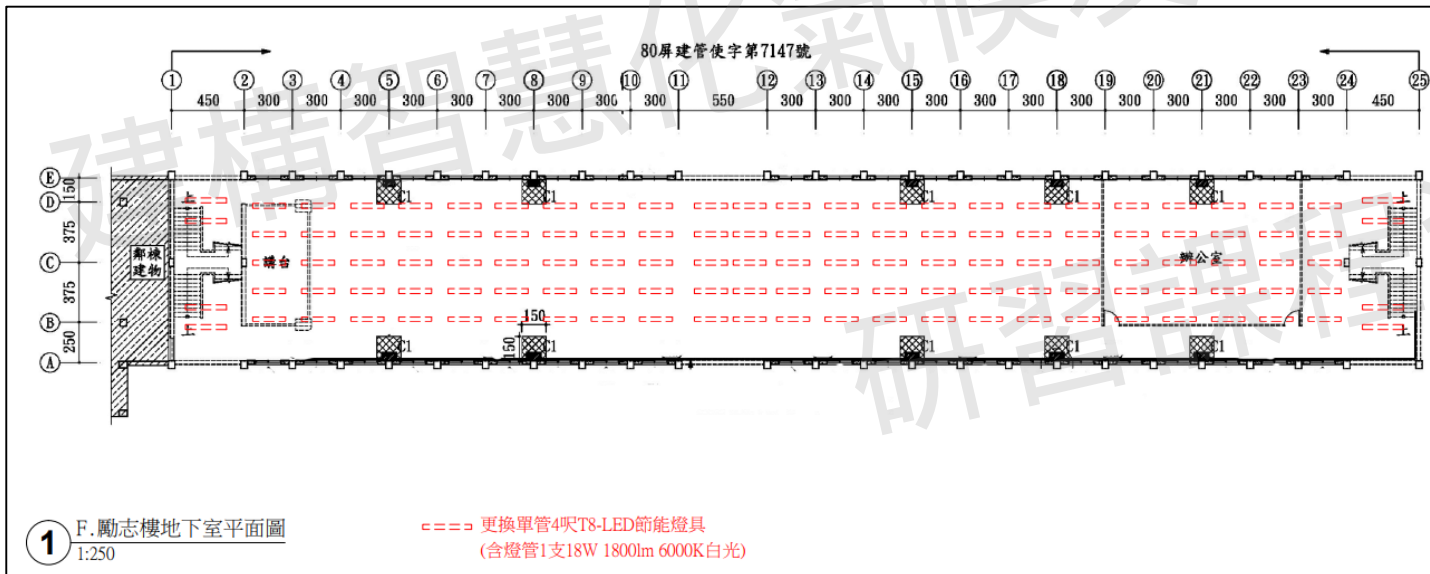 建構智慧化氣候友
研習課程
80屏建管使字第7147號
1 2 3 4 5 6 7 8 9 10 11 12 13 14 15 16 17 18 19 20 21 22 23 24 25
450 300 300 300 300 300 300 300 300 300 550 300 300 300 300 300 300 300 300 300 300 300 300 450
E
150
D
375
C
375
B
250
A
C1 C1 C1 C1 C1
上 上
鄰棟
建物
講台
辦公室
150
150
上 上
C1 C1 C1 C1 C1
1
F.勵志樓地下室平面圖
1:250
更換單管4呎T8-LED節能燈具
(含燈管1支18W 1800lm 6000K白光)